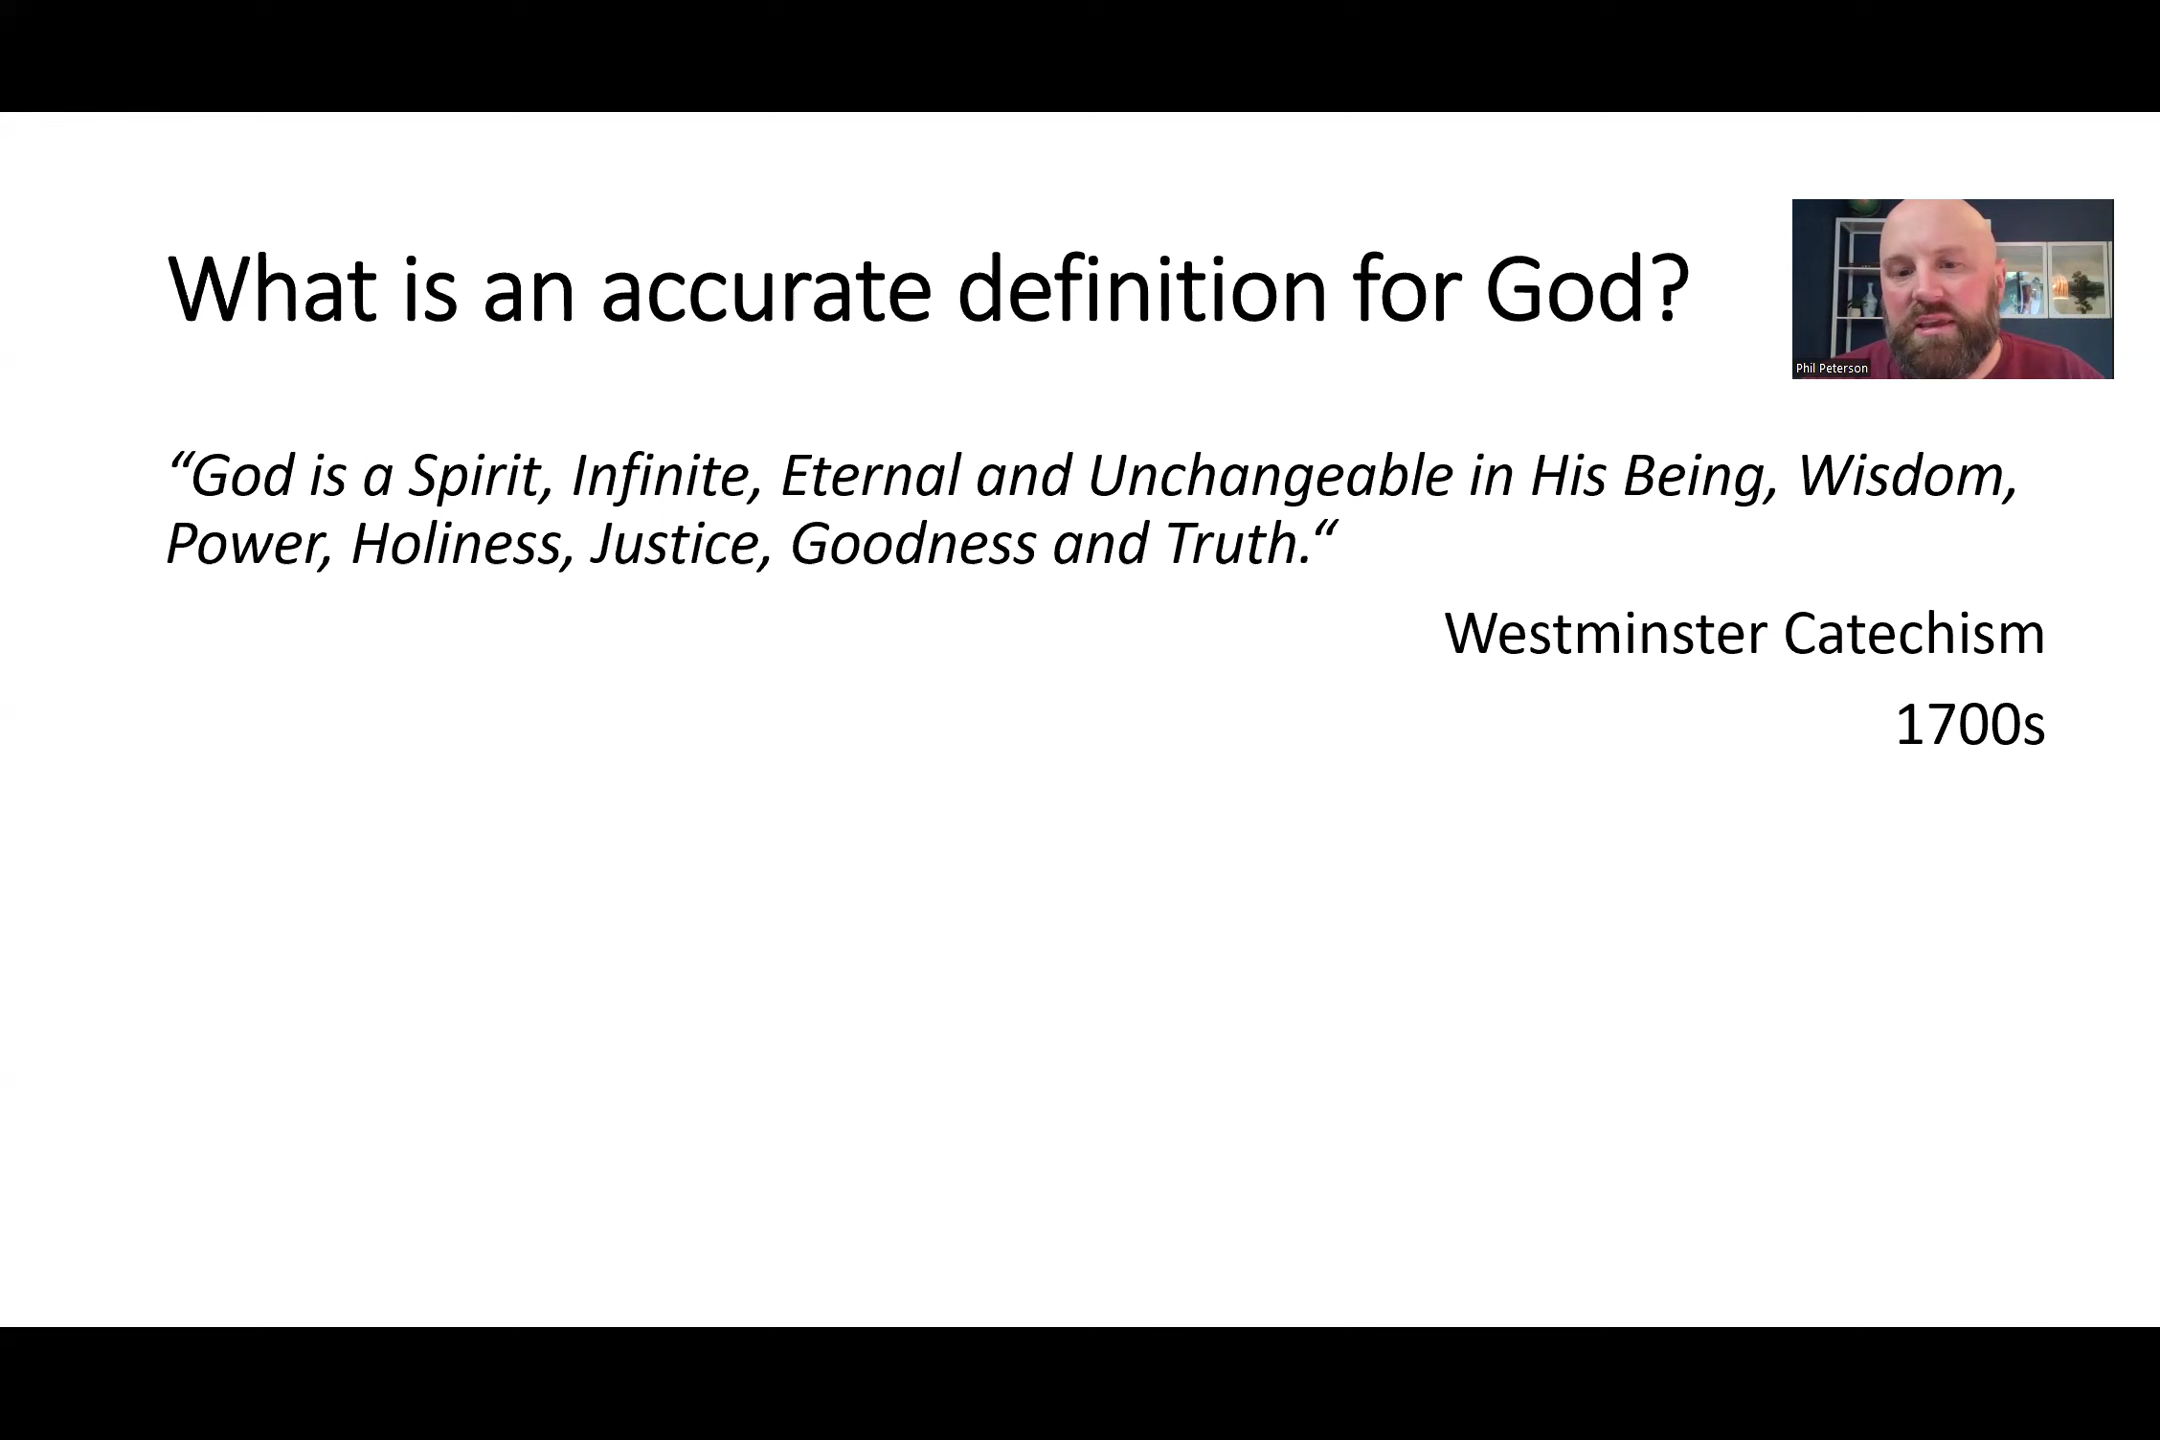 What is an accurate definition for God?
Phil Peterson
“God is a Spirit, Infinite, Eternal and Unchangeable in His Being, Wisdom,
Power, Holiness, Justice, Goodness and Truth.“
Westminster Catechism
1700s